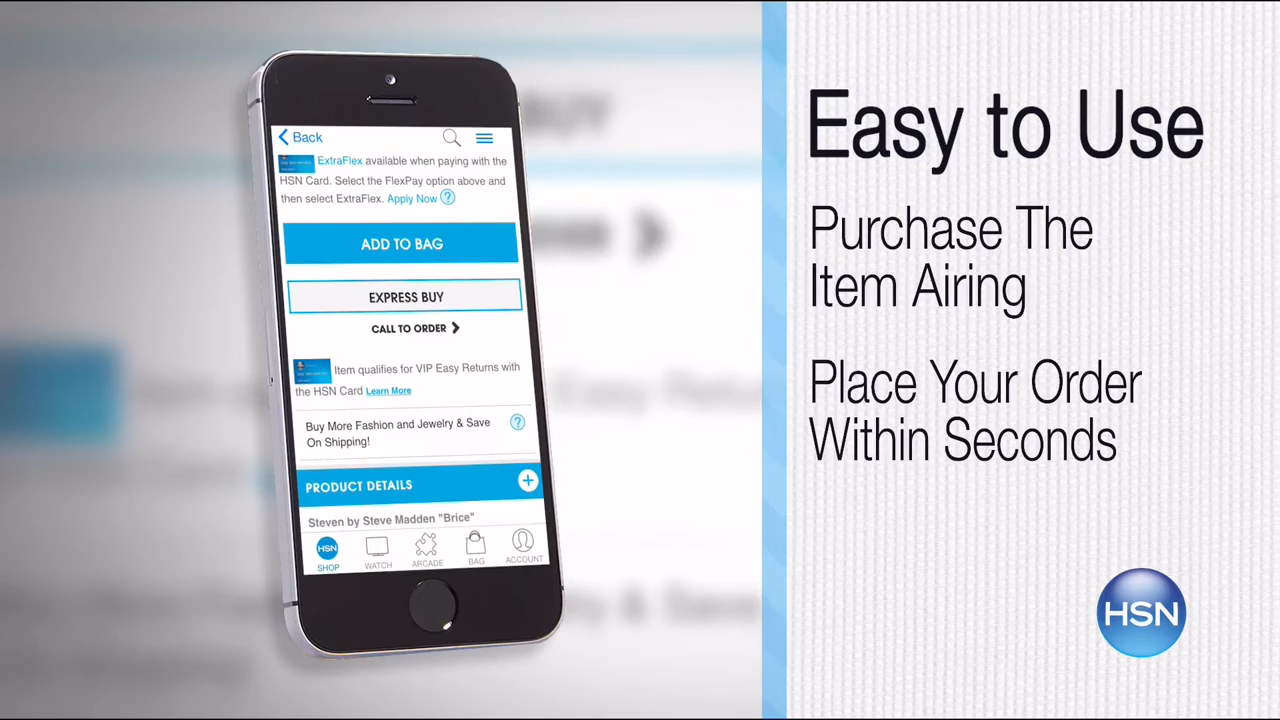 Back
ExtraFlex available when paying with the
HSN Card. Select the FlexPay option above and
then select ExtraFlex. Apply Now ?
ADD TO BAG
EXPRESS BUY
CALL TO ORDER
Item qualifies for VIP Easy Returns with
the HSN Card Learn More
Buy More Fashion and Jewelry & Save
On Shipping!
?
PRODUCT DETAILS
Steven by Steve Madden "Brice"
HSN
SHOP
WATCH
ARCADE
BAG
ACCOUNT
Easy to Use
Purchase The
Item Airing
Place Your Order
Within Seconds
HSN